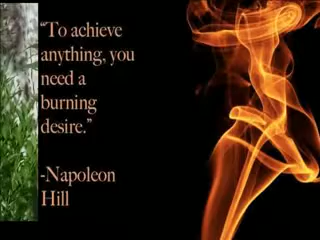 “To achieve
anything, you
need a
burning
desire.”
-Napoleon
Hill